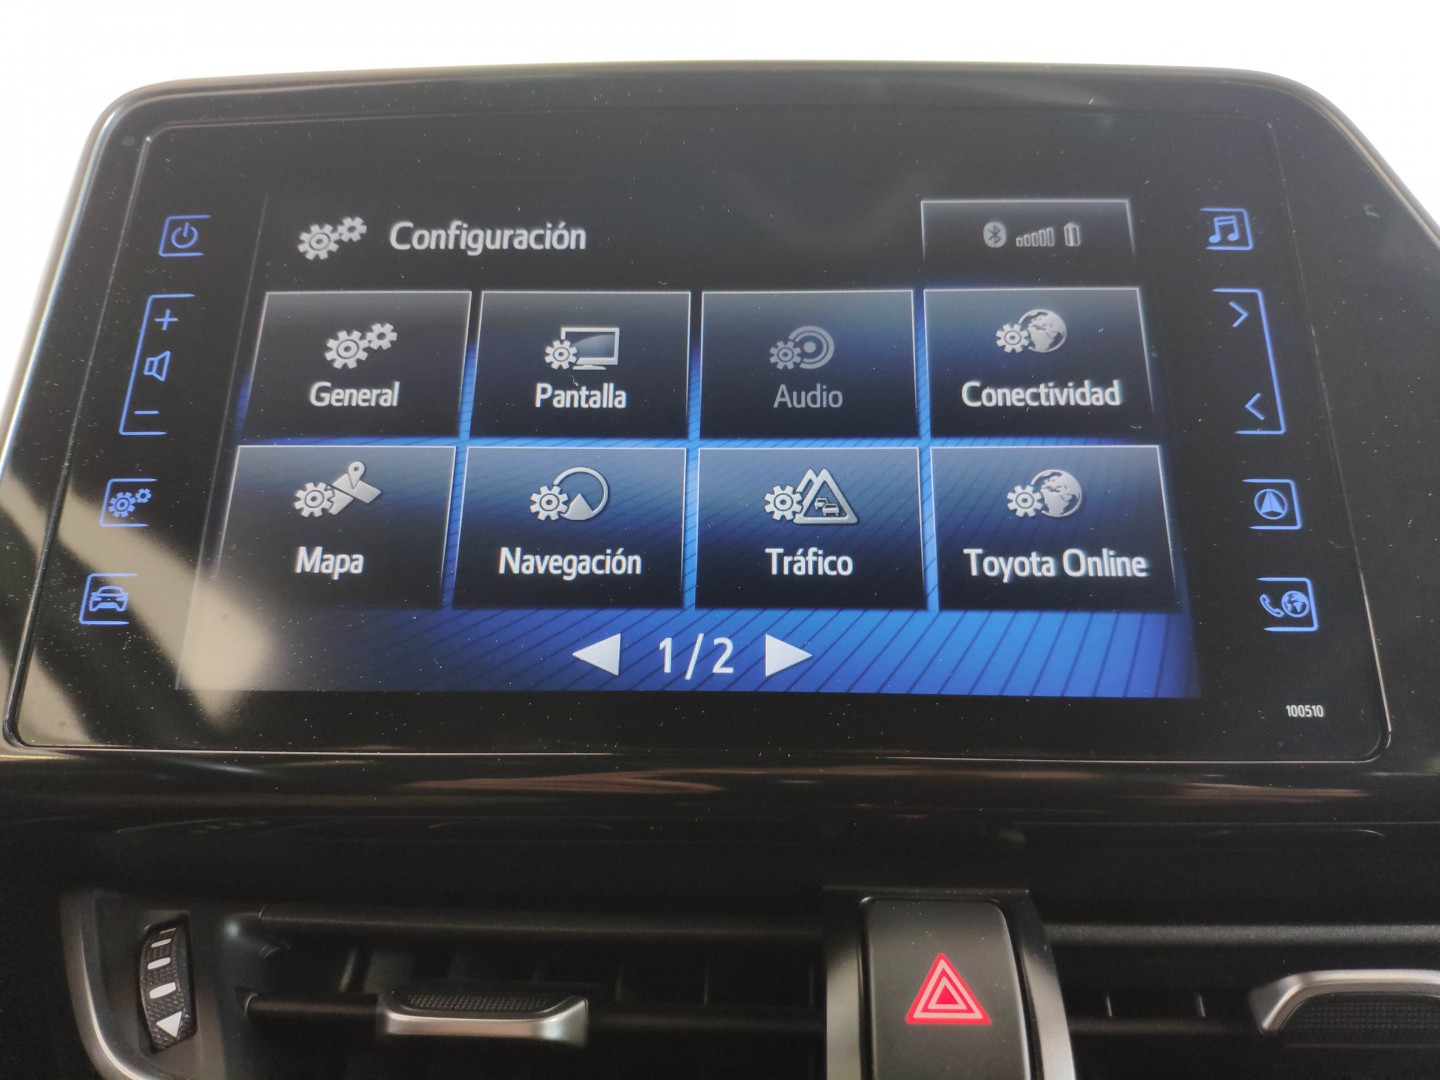 Configuración
General
Pantalla
Audio
Conectividad
Mapa
Navegación
Tráfico
Toyota Online
1/2
100510